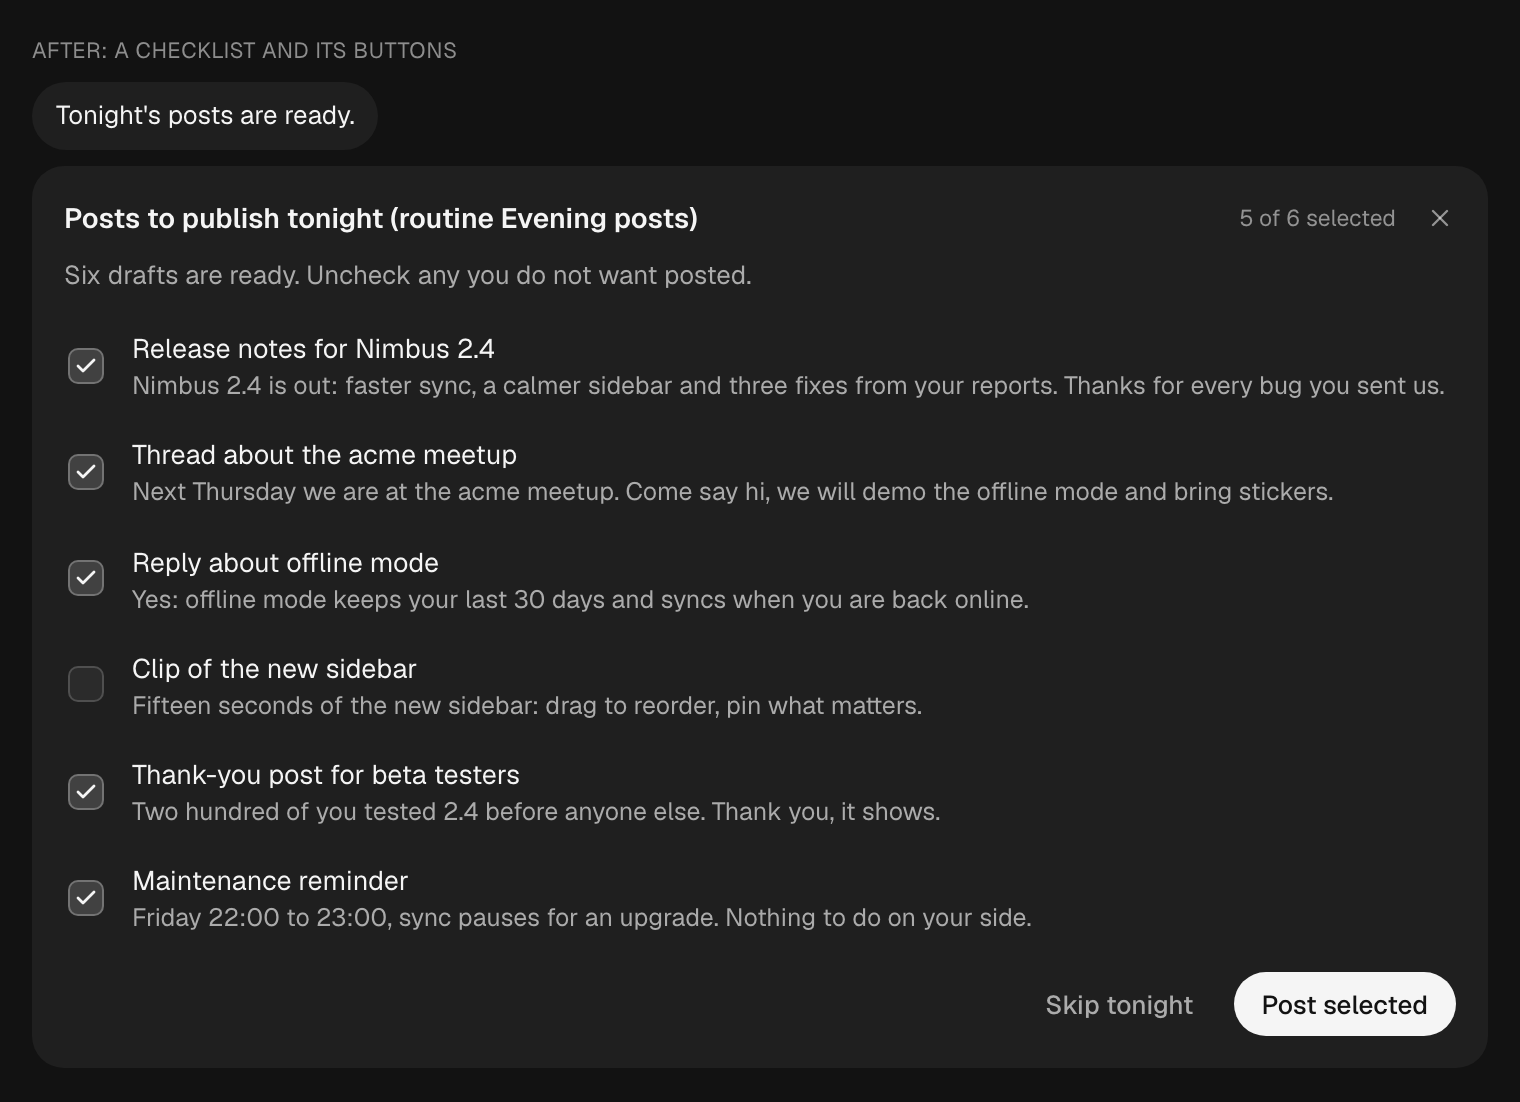 AFTER: A CHECKLIST AND ITS BUTTONS
Tonight's posts are ready.
Posts to publish tonight (routine Evening posts)
5 of 6 selected
Six drafts are ready. Uncheck any you do not want posted.
Release notes for Nimbus 2.4
Nimbus 2.4 is out: faster sync, a calmer sidebar and three fixes from your reports. Thanks for every bug you sent us.
Thread about the acme meetup
Next Thursday we are at the acme meetup. Come say hi, we will demo the offline mode and bring stickers.
Reply about offline mode
Yes: offline mode keeps your last 30 days and syncs when you are back online.
Clip of the new sidebar
Fifteen seconds of the new sidebar: drag to reorder, pin what matters.
Thank-you post for beta testers
Two hundred of you tested 2.4 before anyone else. Thank you, it shows.
Maintenance reminder
Friday 22:00 to 23:00, sync pauses for an upgrade. Nothing to do on your side.
Skip tonight
Post selected